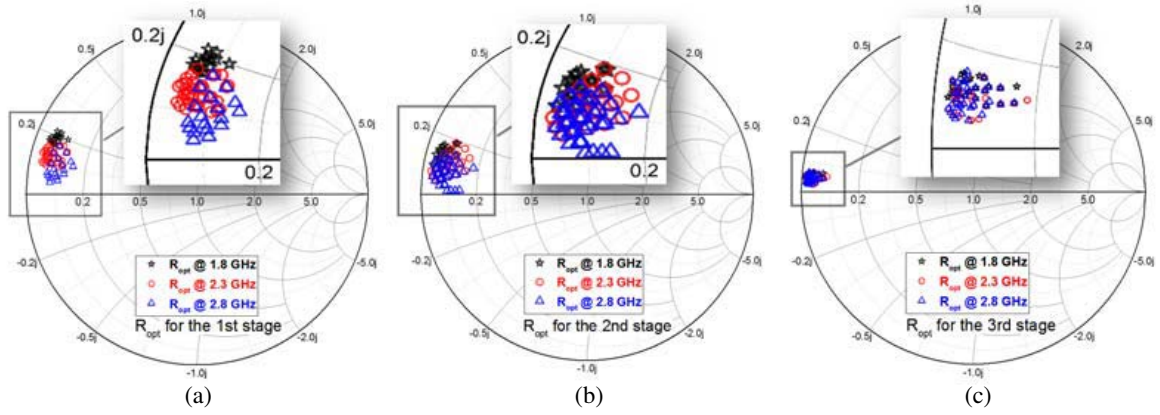 1.0j
0.5j
2.0j
0.2j
0.2j
5.0j
0.2
0.2
0.5
1.0
2.0
5.0
-0.2j
-5.0j
☆ R_opt @ 1.8 GHz
○ R_opt @ 2.3 GHz
△ R_opt @ 2.8 GHz
R_opt for the 1st stage
-0.5j
-2.0j
-1.0j
(a)
1.0j
0.5j
2.0j
0.2j
0.2j
5.0j
0.2
0.2
0.5
1.0
2.0
5.0
-0.2j
-5.0j
☆ R_opt @ 1.8 GHz
○ R_opt @ 2.3 GHz
△ R_opt @ 2.8 GHz
R_opt for the 2nd stage
-0.5j
-2.0j
-1.0j
(b)
1.0j
0.5j
2.0j
0.2j
5.0j
0.2
0.5
1.0
2.0
5.0
-0.2j
-5.0j
☆ R_opt @ 1.8 GHz
○ R_opt @ 2.3 GHz
△ R_opt @ 2.8 GHz
R_opt for the 3rd stage
-0.5j
-2.0j
-1.0j
(c)